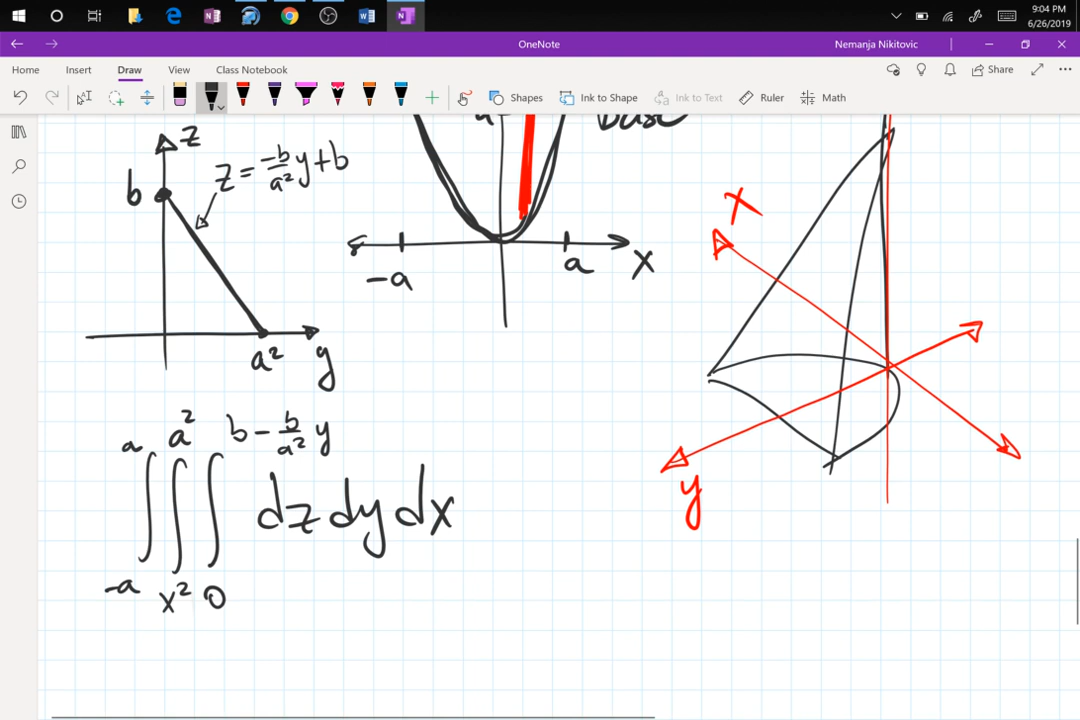 9:04 PM
6/26/2019
OneNote
Nemanja Nikitovic
Home Insert Draw View Class Notebook Share
Shapes Ink to Shape Ink to Text Ruler Math
z
b
z = -b/a² y + b
a²
y
base
-a
a
x
x
y
a a² b - b/a² y
∫ ∫ ∫ dz dy dx
-a x² 0